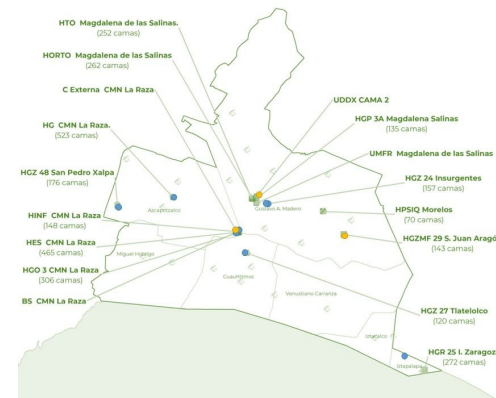 HTO Magdalena de las Salinas.
(252 camas)
HORTO Magdalena de las Salinas
(262 camas)
C Externa CMN La Raza
HG CMN La Raza.
(523 camas)
HGZ 48 San Pedro Xalpa
(176 camas)
HINF CMN La Raza
(148 camas)
HES CMN La Raza
(465 camas)
HGO 3 CMN La Raza
(306 camas)
BS CMN La Raza
UDDX CAMA 2
HGP 3A Magdalena Salinas
(135 camas)
UMFR Magdalena de las Salinas
HGZ 24 Insurgentes
(157 camas)
HPSIQ Morelos
(70 camas)
HGZMF 29 S. Juan Aragó
(143 camas)
HGZ 27 Tlatelolco
(120 camas)
HGR 25 I. Zaragoz
(272 camas)
Azcapotzalco
Gustavo A. Madero
Miguel Hidalgo
Cuauhtémoc
Venustiano Carranza
Iztacalco
Iztapalapa